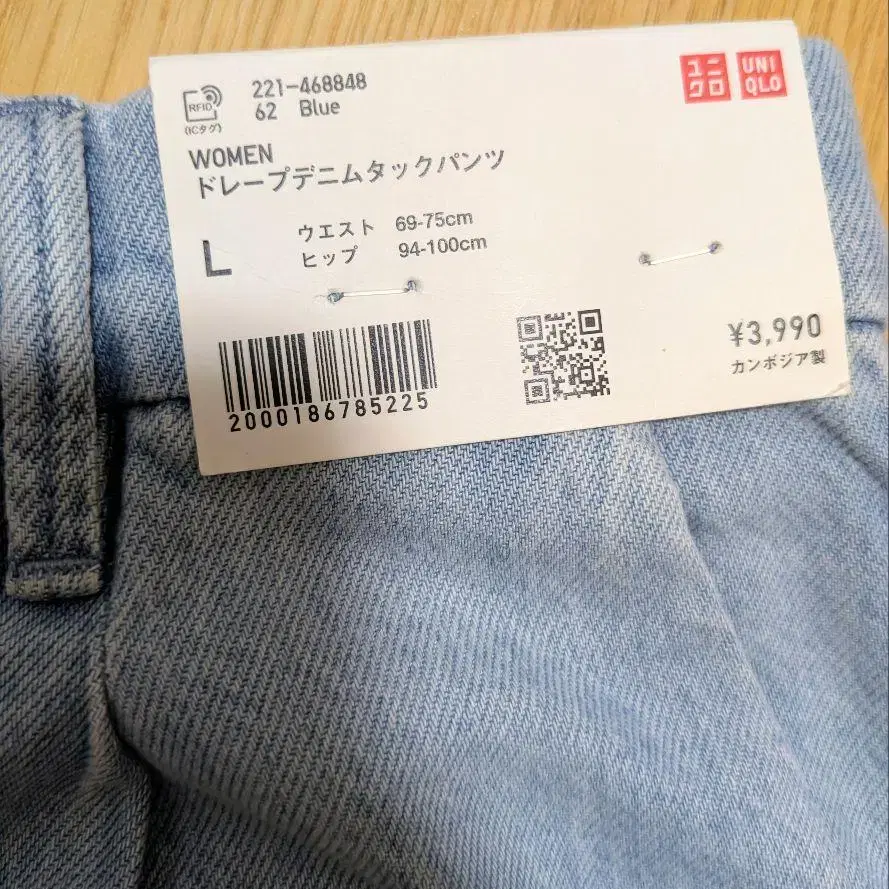 RFID
(ICタグ)
221-468848
62 Blue
ユニクロ
UNIQLO
WOMEN
ドレープデニムタックパンツ
L
ウエスト 69-75cm
ヒップ 94-100cm
2000186785225
¥3,990
カンボジア製